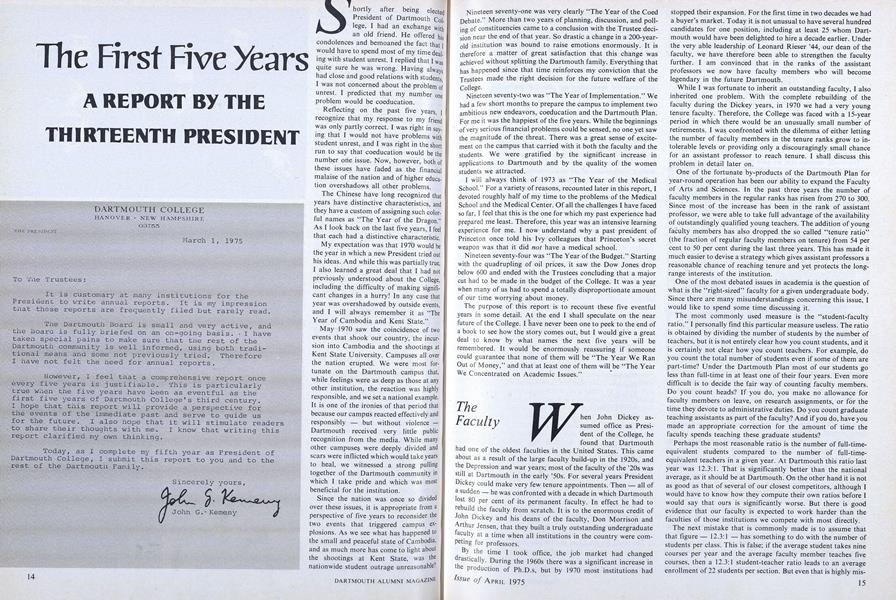 The First Five Years
A REPORT BY THE
THIRTEENTH PRESIDENT
DARTMOUTH COLLEGE
HANOVER · NEW HAMPSHIRE
03755
THE PRESIDENT
March 1, 1975
To The Trustees:
It is customary at many institutions for the
President to write annual reports. It is my impression
that these reports are frequently filed but rarely read.
The Dartmouth Board is small and very active, and
the Board is fully briefed on an on-going basis. I have
taken special pains to make sure that the rest of the
Dartmouth community is well informed, using both tradi-
tional means and some not previously tried. Therefore
I have not felt the need for annual reports.
However, I feel that a comprehensive report once
every five years is justifiable. This is particularly
true when the five years have been as eventful as the
first five years of Dartmouth College's third century.
I hope that this report will provide a perspective for
the events of the immediate past and serve to guide us
for the future. I also hope that it will stimulate readers
to share their thoughts with me. I know that writing this
report clarified my own thinking.
Today, as I complete my fifth year as President of
Dartmouth College, I submit this report to you and to the
rest of the Dartmouth Family.
Sincerely yours,
John G. Kemeny
John G. Kemeny
14
Shortly after being elected
President of Dartmouth Col-
lege, I had an exchange with
an old friend. He offered his
condolences and bemoaned the fact that I
would have to spend most of my time deal-
ing with student unrest. I replied that I was
quite sure he was wrong. Having always
had close and good relations with students,
I was not concerned about the problem of
unrest. I predicted that my number one
problem would be coeducation.
Reflecting on the past five years, I
recognize that my response to my friend
was only partly correct. I was right in say-
ing that I would not have problems with
student unrest, and I was right in the short
run to say that coeducation would be the
number one issue. Now, however, both of
these issues have faded as the financial
malaise of the nation and of higher educa-
tion overshadows all other problems.
The Chinese have long recognized that
years have distinctive characteristics, and
they have a custom of assigning such color-
ful names as "The Year of the Dragon."
As I look back on the last five years, I feel
that each had a distinctive characteristic.
My expectation was that 1970 would be
the year in which a new President tried out
his ideas. And while this was partially true,
I also learned a great deal that I had not
previously understood about the College,
including the difficulty of making signifi-
cant changes in a hurry! In any case that
year was overshadowed by outside events,
and I will always remember it as "The
Year of Cambodia and Kent State."
May 1970 saw the coincidence of two
events that shook our country, the incur-
sion into Cambodia and the shootings at
Kent State University. Campuses all over
the nation erupted. We were most for-
tunate on the Dartmouth campus that,
while feelings were as deep as those at any
other institution, the reaction was highly
responsible, and we set a national example.
It is one of the ironies of that period that
because our campus reacted effectively and
responsibly — but without violence —
Dartmouth received very little public
recognition from the media. While many
other campuses were deeply divided and
scars were inflicted which would take years
to heal, we witnessed a strong pulling
together of the Dartmouth community in
which I take pride and which was most
beneficial for the institution.
Since the nation was once so divided
over these issues, it is appropriate from a
perspective of five years to reconsider the
two events that triggered campus ex-
plosions. As we see what has happened to
the small and peaceful state of Cambodia,
and as much more has come to light about
the shootings at Kent State, was the
nationwide student outrage unreasonable?
DARTMOUTH ALUMNI MAGAZINE
Nineteen seventy-one was very clearly "The Year of the Coed
Debate." More than two years of planning, discussion, and poll-
ing of constituencies came to a conclusion with the Trustee deci-
sion near the end of that year. So drastic a change in a 200-year-
old institution was bound to raise emotions enormously. It is
therefore a matter of great satisfaction that this change was
achieved without splitting the Dartmouth family. Everything that
has happened since that time reinforces my conviction that the
Trustees made the right decision for the future welfare of the
College.
Nineteen seventy-two was "The Year of Implementation." We
had a few short months to prepare the campus to implement two
ambitious new endeavors, coeducation and the Dartmouth Plan.
For me it was the happiest of the five years. While the beginnings
of very serious financial problems could be sensed, no one yet saw
the magnitude of the threat. There was a great sense of excite-
ment on the campus that carried with it both the faculty and the
students. We were gratified by the significant increase in
applications to Dartmouth and by the quality of the women
students we attracted.
I will always think of 1973 as "The Year of the Medical
School." For a variety of reasons, recounted later in this report, I
devoted roughly half of my time to the problems of the Medical
School and the Medical Center. Of all the challenges I have faced
so far, I feel that this is the one for which my past experience had
prepared me least. Therefore, this year was an intensive learning
experience for me. I now understand why a past president of
Princeton once told his Ivy colleagues that Princeton's secret
weapon was that it did not have a medical school.
Nineteen seventy-four was "The Year of the Budget." Starting
with the quadrupling of oil prices, it saw the Dow Jones drop
below 600 and ended with the Trustees concluding that a major
cut had to be made in the budget of the College. It was a year
when many of us had to spend a totally disproportionate amount
of our time worrying about money.
The purpose of this report is to recount these five eventful
years in some detail. At the end I shall speculate on the near
future of the College. I have never been one to peek to the end of
a book to see how the story comes out, but I would give a great
deal to know by what names the next five years will be
remembered. It would be enormously reassuring if someone
could guarantee that none of them will be "The Year We Ran
Out of Money," and that at least one of them will be "The Year
We Concentrated on Academic Issues."
The
Faculty
When John Dickey as-
sumed office as Presi-
dent of the College, he
found that Dartmouth
had one of the oldest faculties in the United States. This came
about as a result of the large faculty build-up in the 1920s, and
the Depression and war years; most of the faculty of the '20s was
still at Dartmouth in the early '50s. For several years President
Dickey could make very few tenure appointments. Then — all of
a sudden — he was confronted with a decade in which Dartmouth
lost 80 per cent of its permanent faculty. In effect he had to
rebuild the faculty from scratch. It is to the enormous credit of
John Dickey and his deans of the faculty, Don Morrison and
Arthur Jensen, that they built a truly outstanding undergraduate
faculty at a time when all institutions in the country were com-
peting for professors.
By the time I took office, the job market had changed
drastically. During the 1960s there was a significant increase in
the production of Ph.D.s, but by 1970 most institutions had
Issue of APRIL 1975
stopped their expansion. For the first time in two decades we had
a buyer's market. Today it is not unusual to have several hundred
candidates for one position, including at least 25 whom Dart-
mouth would have been delighted to hire a decade earlier. Under
the very able leadership of Leonard Rieser '44, our dean of the
faculty, we have therefore been able to strengthen the faculty
further. I am convinced that in the ranks of the assistant
professors we now have faculty members who will become
legendary in the future Dartmouth.
While I was fortunate to inherit an outstanding faculty, I also
inherited one problem. With the complete rebuilding of the
faculty during the Dickey years, in 1970 we had a very young
tenure faculty. Therefore, the College was faced with a 15-year
period in which there would be an unusually small number of
retirements. I was confronted with the dilemma of either letting
the number of faculty members in the tenure ranks grow to in-
tolerable levels or providing only a discouragingly small chance
for an assistant professor to reach tenure. I shall discuss this
problem in detail later on.
One of the fortunate by-products of the Dartmouth Plan for
year-round operation has been our ability to expand the Faculty
of Arts and Sciences. In the past three years the number of
faculty members in the regular ranks has risen from 270 to 300.
Since most of the increase has been in the rank of assistant
professor, we were able to take full advantage of the availability
of outstandingly qualified young teachers. The addition of young
faculty members has also dropped the so called "tenure ratio"
(the fraction of regular faculty members on tenure) from 54 per
cent to 50 per cent during the last three years. This has made it
much easier to devise a strategy which gives assistant professors a
reasonable chance of reaching tenure and yet protects the long-
range interests of the institution.
One of the most debated issues in academia is the question of
what is the "right-sized" faculty for a given undergraduate body.
Since there are many misunderstandings concerning this issue, I
would like to spend some time discussing it.
The most commonly used measure is the "student-faculty
ratio." I personally find this particular measure useless. The ratio
is obtained by dividing the number of students by the number of
teachers, but it is not entirely clear how you count students, and it
is certainly not clear how you count teachers. For example, do
you count the total number of students even if some of them are
part-time? Under the Dartmouth Plan most of our students go
less than full-time in at least one of their four years. Even more
difficult is to decide the fair way of counting faculty members.
Do you count heads? If you do, you make no allowance for
faculty members on leave, on research assignments, or for the
time they devote to administrative duties. Do you count graduate
teaching assistants as part of the faculty? And if you do, have you
made an appropriate correction for the amount of time the
faculty spends teaching these graduate students?
Perhaps the most reasonable ratio is the number of full-time-
equivalent students compared to the number of full-time-
equivalent teachers in a given year. At Dartmouth this ratio last
year was 12.3:1. That is significantly better than the national
average, as it should be at Dartmouth. On the other hand it is not
as good as that of several of our closest competitors, although I
would have to know how they compute their own ratios before I
would say that ours is significantly worse. But there is good
evidence that our faculty is expected to work harder than the
faculties of those institutions we compete with most directly.
The next mistake that is commonly made is to assume that
that figure — 12.3:1 — has something to do with the number of
students per class. This is false; if the average student takes nine
courses per year and the average faculty member teaches five
courses, then a 12.3:1 student-teacher ratio leads to an average
enrollment of 22 students per section. But even that is highly mis-
15